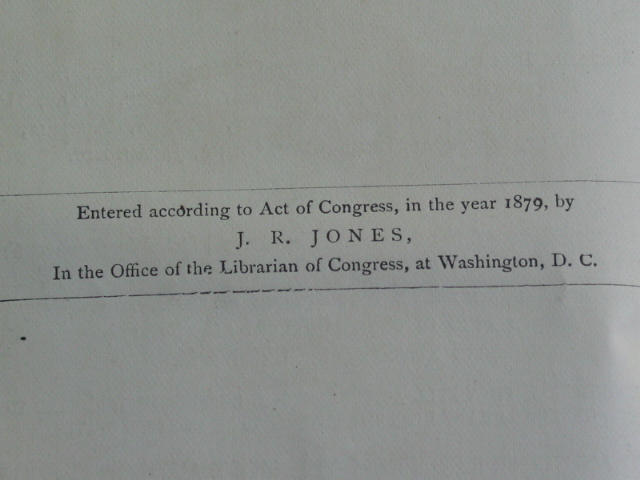 Entered according to Act of Congress, in the year 1879, by
J. R. JONES,
In the Office of the Librarian of Congress, at Washington, D. C.